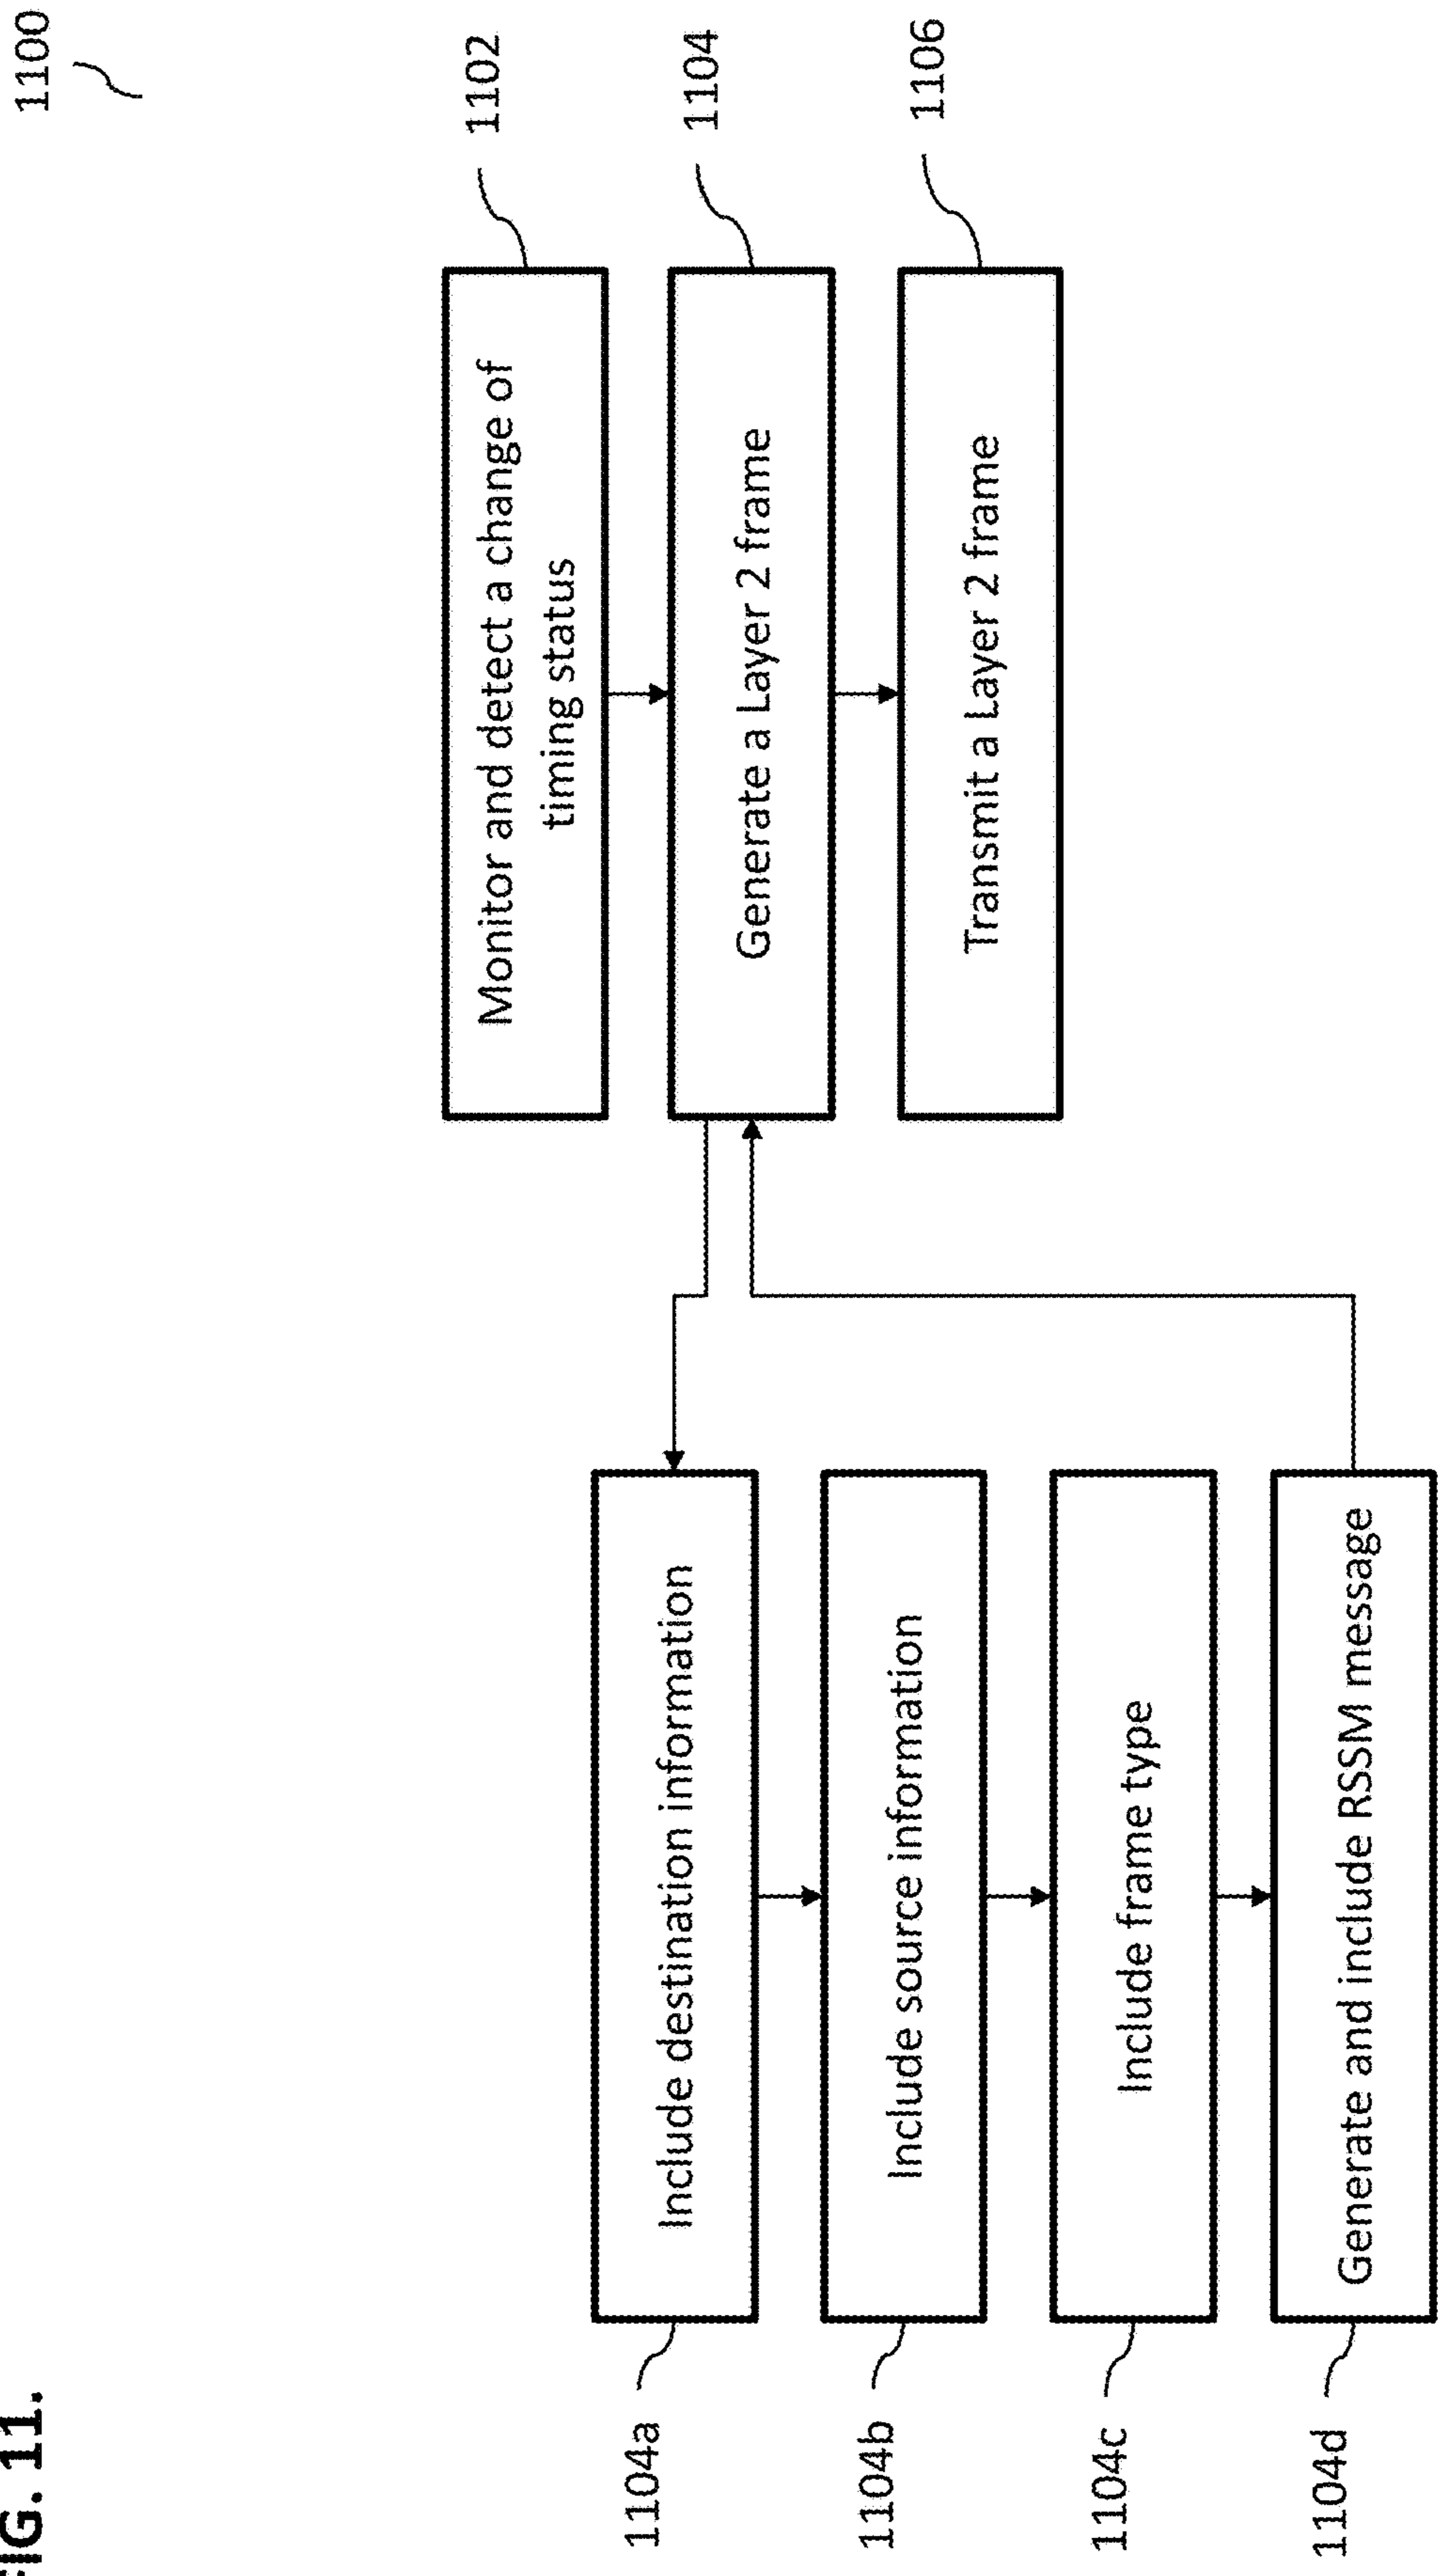 FIG. 11.
1100
Monitor and detect a change of
timing status
1102
Generate a Layer 2 frame
1104
Transmit a Layer 2 frame
1106
1104a
Include destination information
1104b
Include source information
1104c
Include frame type
1104d
Generate and include RSSM message